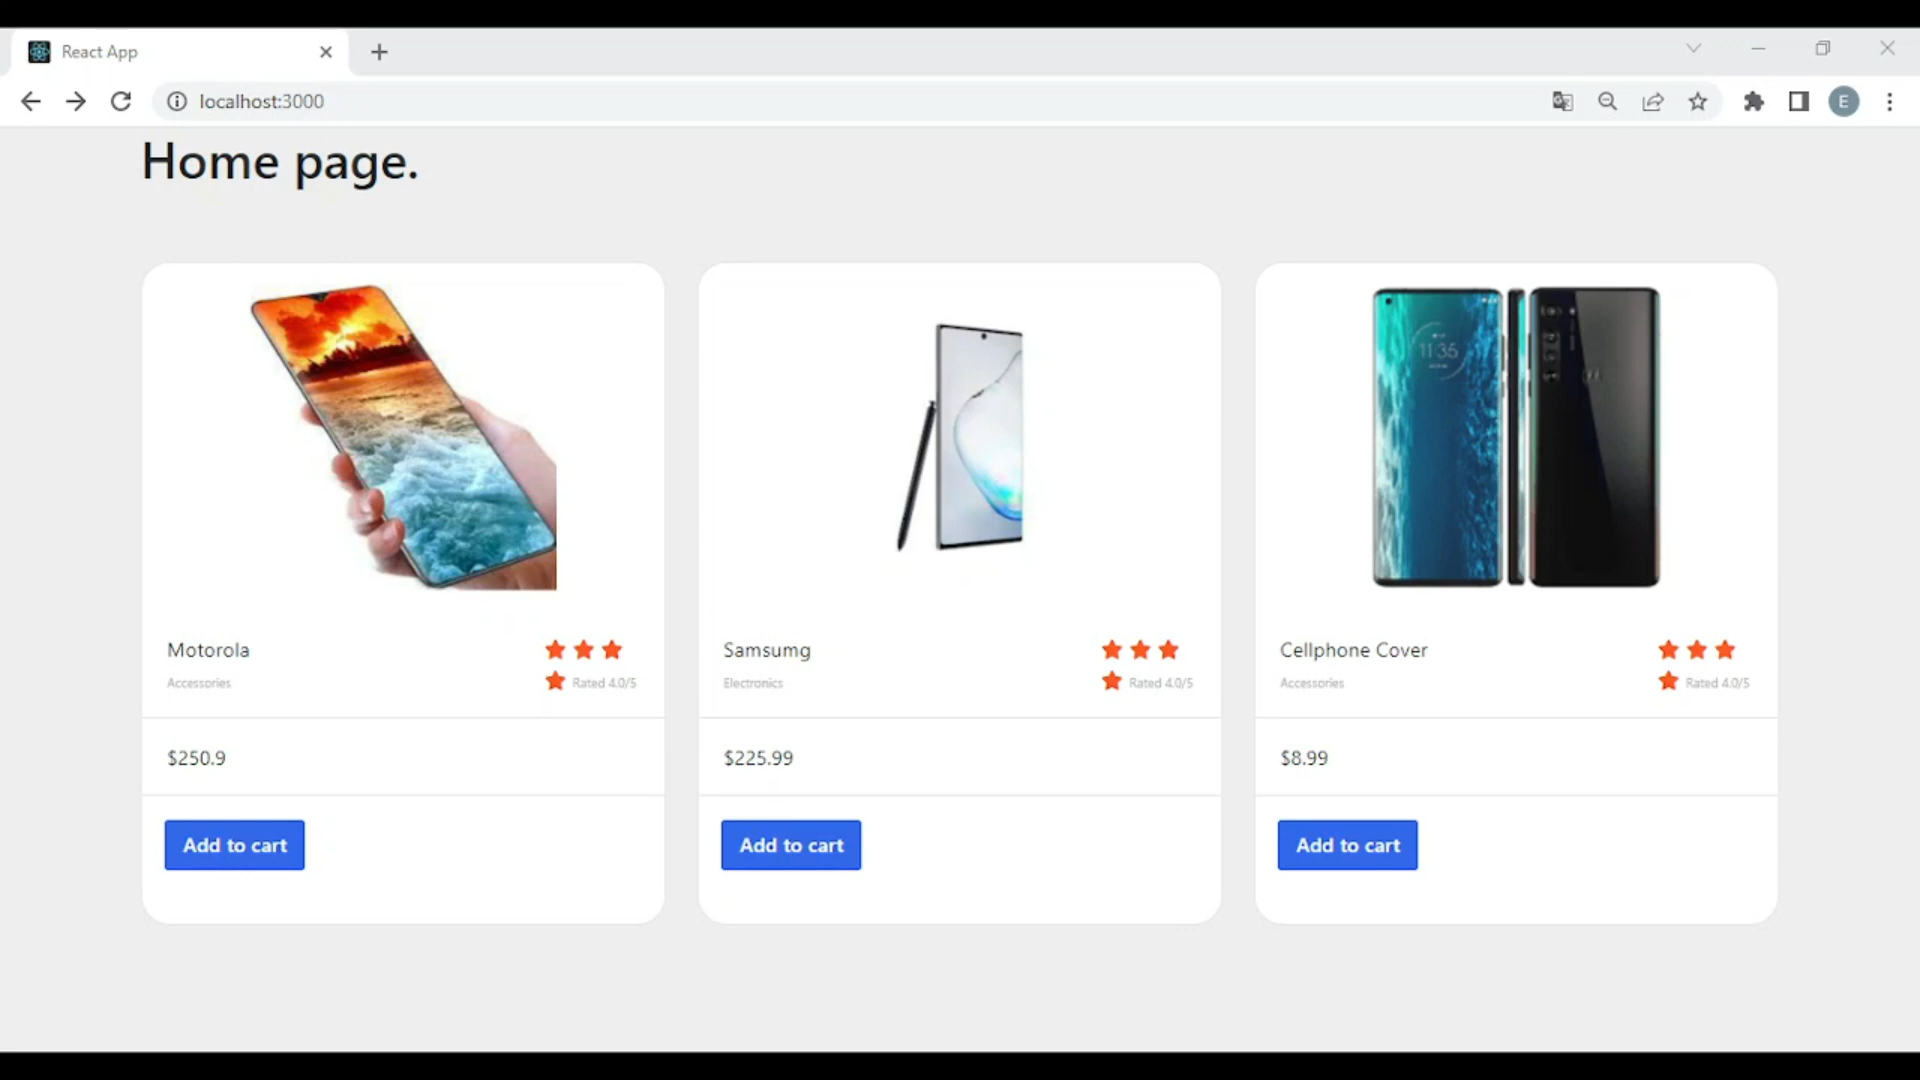 React App
localhost:3000
E
Home page.
11:35
Motorola
Accessories
Rated 4.0/5
$250.9
Add to cart
Samsumg
Electronics
Rated 4.0/5
$225.99
Add to cart
Cellphone Cover
Accessories
Rated 4.0/5
$8.99
Add to cart